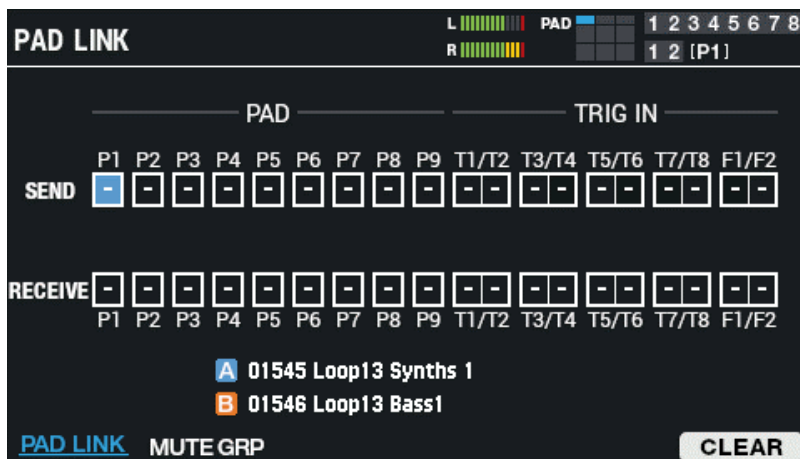 PAD LINK
L PAD 1 2 3 4 5 6 7 8
R 1 2 [P1]
PAD TRIG IN
P1 P2 P3 P4 P5 P6 P7 P8 P9 T1/T2 T3/T4 T5/T6 T7/T8 F1/F2
SEND - - - - - - - - - - - - - - - - - - -
RECEIVE - - - - - - - - - - - - - - - - - - -
P1 P2 P3 P4 P5 P6 P7 P8 P9 T1/T2 T3/T4 T5/T6 T7/T8 F1/F2
A 01545 Loop13 Synths 1
B 01546 Loop13 Bass1
PAD LINK MUTE GRP CLEAR